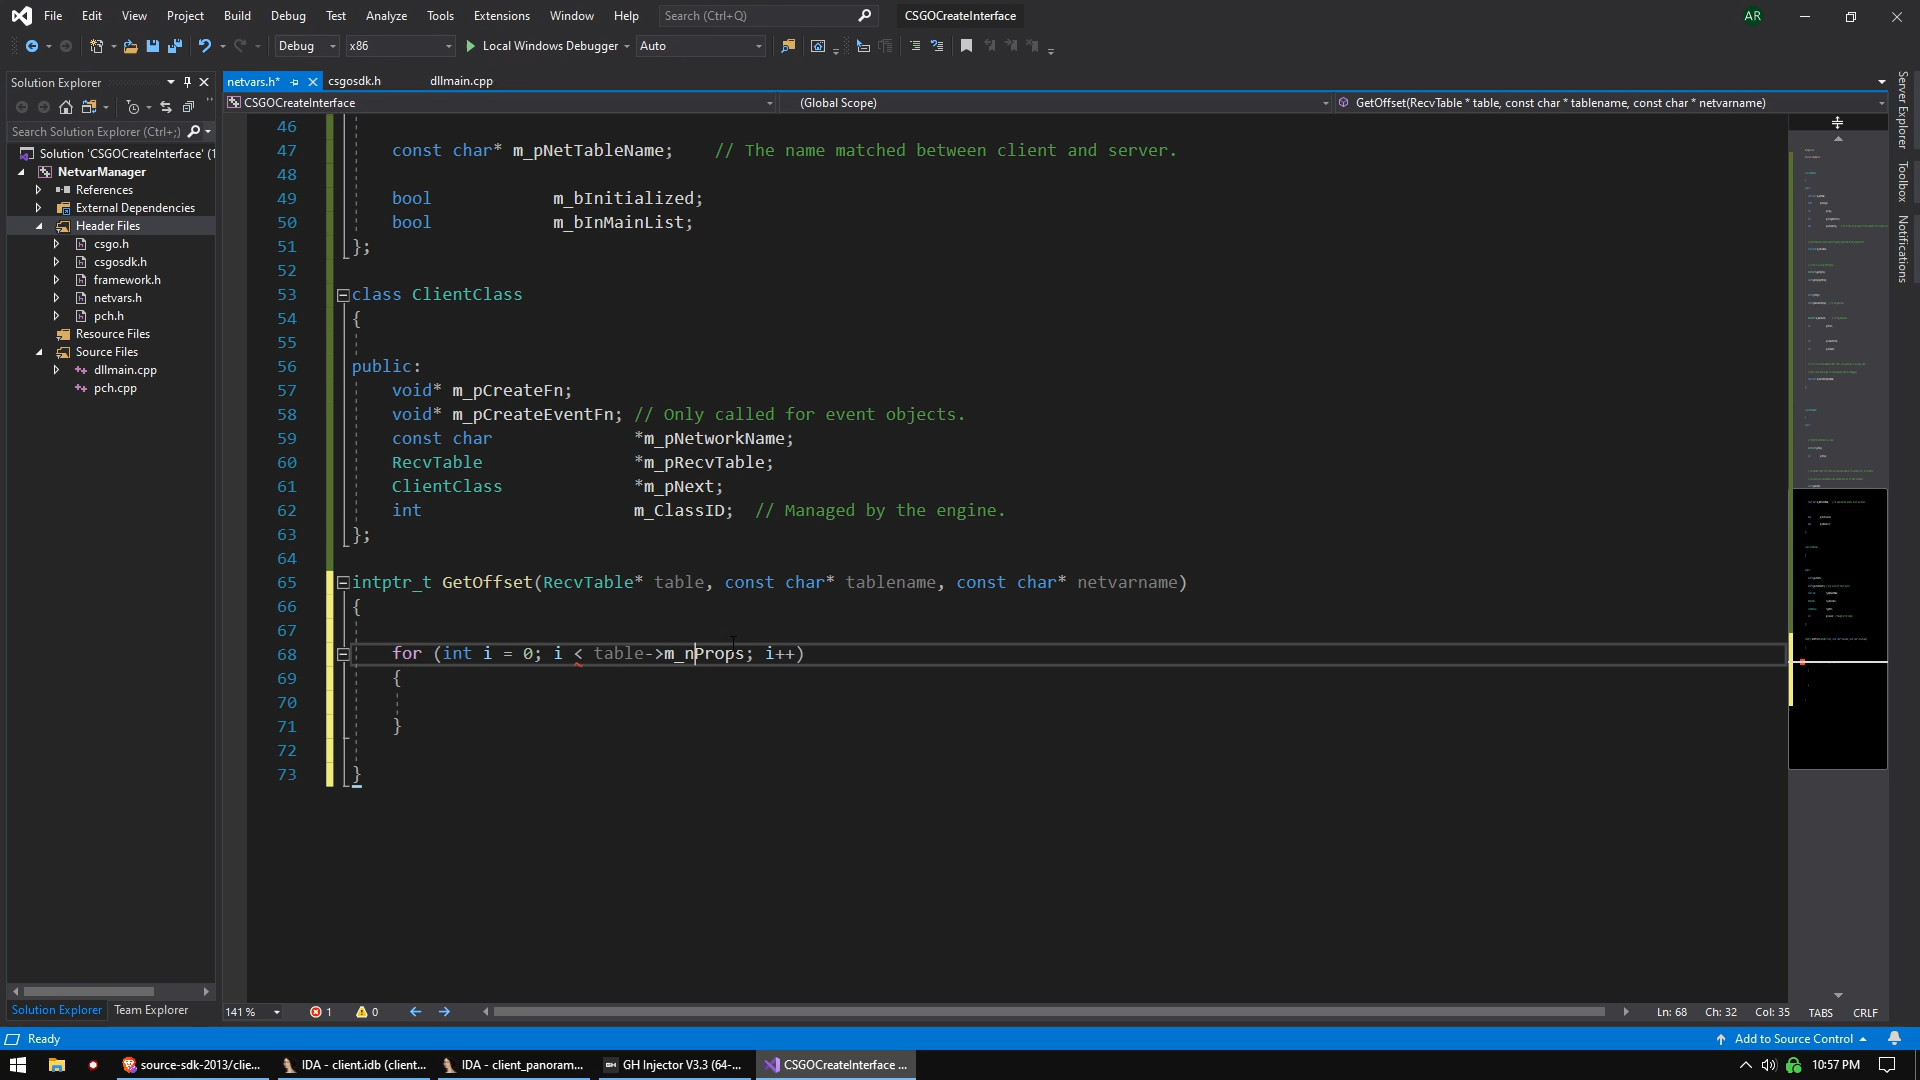 File Edit View Project Build Debug Test Analyze Tools Extensions Window Help Search (Ctrl+Q) CSGOCreateInterface AR
Debug x86 Local Windows Debugger Auto
Solution Explorer
Search Solution Explorer (Ctrl+;)
Solution 'CSGOCreateInterface' (1
NetvarManager
References
External Dependencies
Header Files
csgo.h
csgosdk.h
framework.h
netvars.h
pch.h
Resource Files
Source Files
dllmain.cpp
pch.cpp
Solution Explorer Team Explorer
netvars.h* csgosdk.h dllmain.cpp
CSGOCreateInterface (Global Scope) GetOffset(RecvTable * table, const char * tablename, const char * netvarname)
46
47 const char* m_pNetTableName; // The name matched between client and server.
48
49 bool m_bInitialized;
50 bool m_bInMainList;
51 };
52
53 class ClientClass
54 {
55
56 public:
57 void* m_pCreateFn;
58 void* m_pCreateEventFn; // Only called for event objects.
59 const char *m_pNetworkName;
60 RecvTable *m_pRecvTable;
61 ClientClass *m_pNext;
62 int m_ClassID; // Managed by the engine.
63 };
64
65 intptr_t GetOffset(RecvTable* table, const char* tablename, const char* netvarname)
66 {
67
68 for (int i = 0; i < table->m_nProps; i++)
69 {
70
71 }
72
73 }
Server Explorer
Toolbox
Notifications
141 % 1 0 Ln: 68 Ch: 32 Col: 35 TABS CRLF
Ready Add to Source Control
source-sdk-2013/clie... IDA - client.idb (client... IDA - client_panoram... GH Injector V3.3 (64-... CSGOCreateInterface ... 10:57 PM